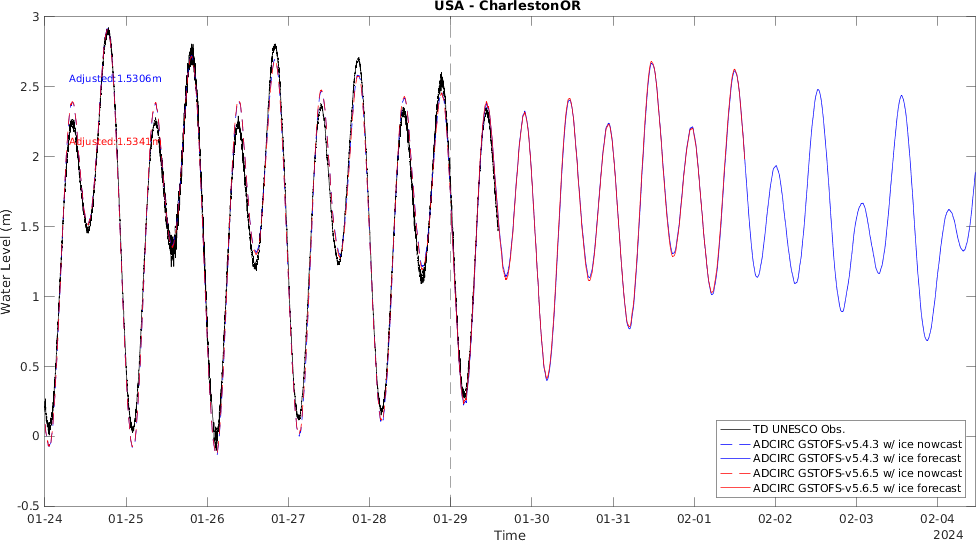 USA - CharlestonOR
3
2.5
2
1.5
1
0.5
0
-0.5
Water Level (m)
Adjusted:1.5306m
Adjusted:1.5341m
TD UNESCO Obs.
ADCIRC GSTOFS-v5.4.3 w/ ice nowcast
ADCIRC GSTOFS-v5.4.3 w/ ice forecast
ADCIRC GSTOFS-v5.6.5 w/ ice nowcast
ADCIRC GSTOFS-v5.6.5 w/ ice forecast
01-24 01-25 01-26 01-27 01-28 01-29 01-30 01-31 02-01 02-02 02-03 02-04
Time
2024